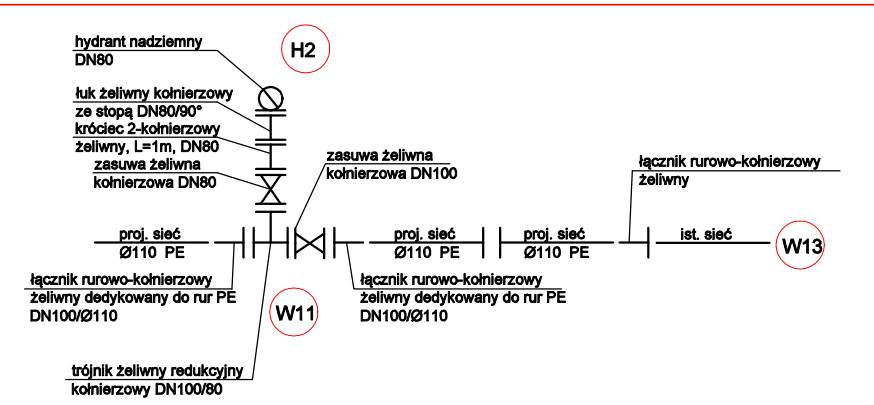 hydrant nadziemny
DN80
H2
łuk żeliwny kołnierzowy
ze stopą DN80/90°
króciec 2-kołnierzowy
żeliwny, L=1m, DN80
zasuwa żeliwna
kołnierzowa DN80
zasuwa żeliwna
kołnierzowa DN100
łącznik rurowo-kołnierzowy
żeliwny
proj. sieć
Ø110 PE
proj. sieć
Ø110 PE
proj. sieć
Ø110 PE
ist. sieć
W13
łącznik rurowo-kołnierzowy
żeliwny dedykowany do rur PE
DN100/Ø110
W11
łącznik rurowo-kołnierzowy
żeliwny dedykowany do rur PE
DN100/Ø110
trójnik żeliwny redukcyjny
kołnierzowy DN100/80